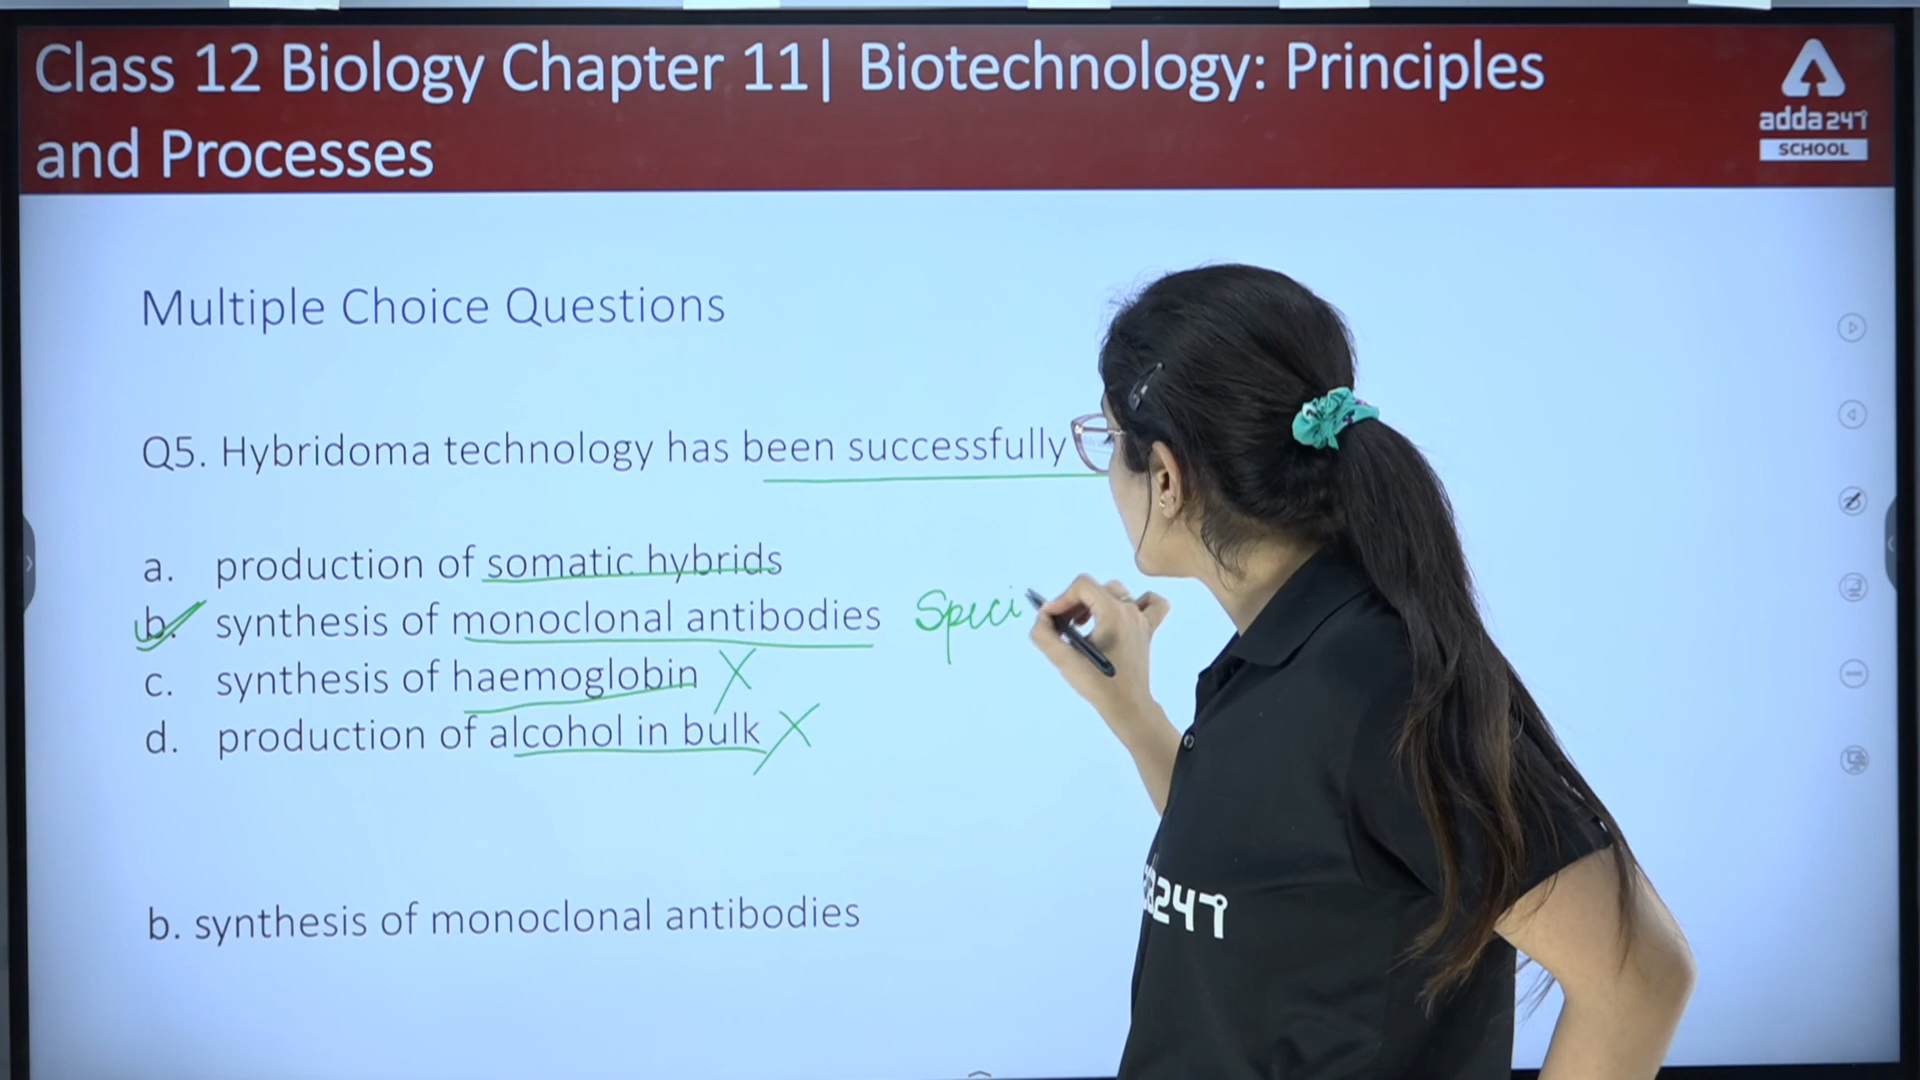 Class 12 Biology Chapter 11| Biotechnology: Principles
and Processes
adda247
SCHOOL
Multiple Choice Questions
Q5. Hybridoma technology has been successfully
a. production of somatic hybrids
b. synthesis of monoclonal antibodies Speci
c. synthesis of haemoglobin X
d. production of alcohol in bulk X
b. synthesis of monoclonal antibodies
a247